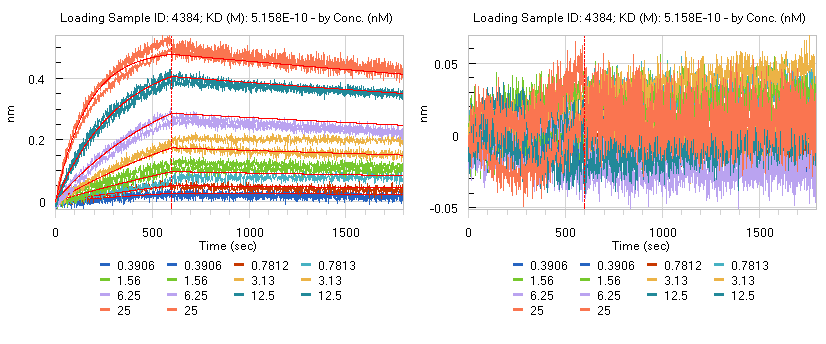 Loading Sample ID: 4384; KD (M): 5.158E-10 - by Conc. (nM)
nm
0.4
0.2
0
0 500 1000 1500
Time (sec)
0.3906 0.3906 0.7812 0.7813
1.56 1.56 3.13 3.13
6.25 6.25 12.5 12.5
25 25
Loading Sample ID: 4384; KD (M): 5.158E-10 - by Conc. (nM)
nm
0.05
0
-0.05
0 500 1000 1500
Time (sec)
0.3906 0.3906 0.7812 0.7813
1.56 1.56 3.13 3.13
6.25 6.25 12.5 12.5
25 25